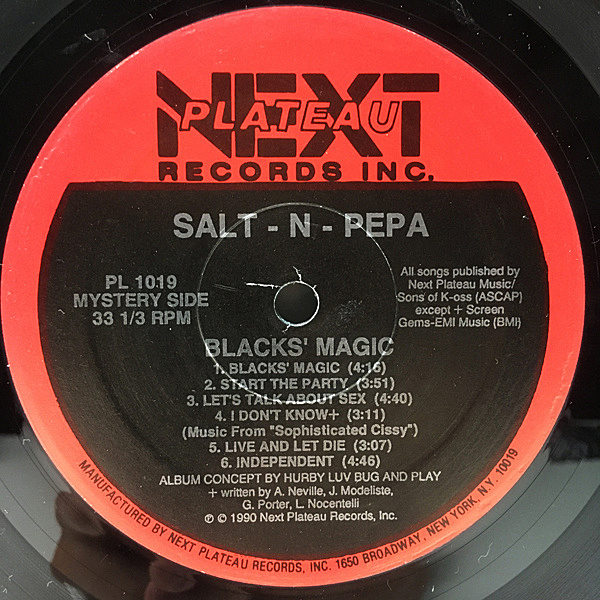 NEXT
PLATEAU
RECORDS INC.
SALT - N - PEPA
PL 1019
MYSTERY SIDE
33 1/3 RPM
All songs published by
Next Plateau Music/
Sons of K-oss (ASCAP)
except + Screen
Gems-EMI Music (BMI)
BLACKS' MAGIC
1. BLACKS' MAGIC (4:16)
2. START THE PARTY (3:51)
3. LET'S TALK ABOUT SEX (4:40)
4. I DON'T KNOW+ (3:11)
(Music From "Sophisticated Cissy")
5. LIVE AND LET DIE (3:07)
6. INDEPENDENT (4:46)
ALBUM CONCEPT BY HURBY LUV BUG AND PLAY
+ written by A. Neville, J. Modeliste,
G. Porter, L. Nocentelli
℗ © 1990 Next Plateau Records, Inc.
MANUFACTURED BY NEXT PLATEAU RECORDS, INC. 1650 BROADWAY, NEW YORK, N.Y. 10019